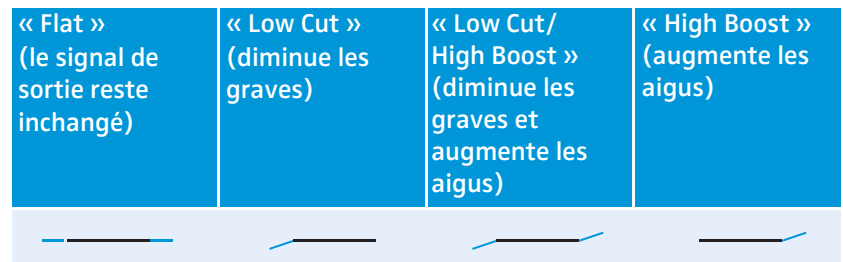 « Flat »
(le signal de
sortie reste
inchangé)
« Low Cut »
(diminue les
graves)
« Low Cut/
High Boost »
(diminue les
graves et
augmente les
aigus)
« High Boost »
(augmente les
aigus)